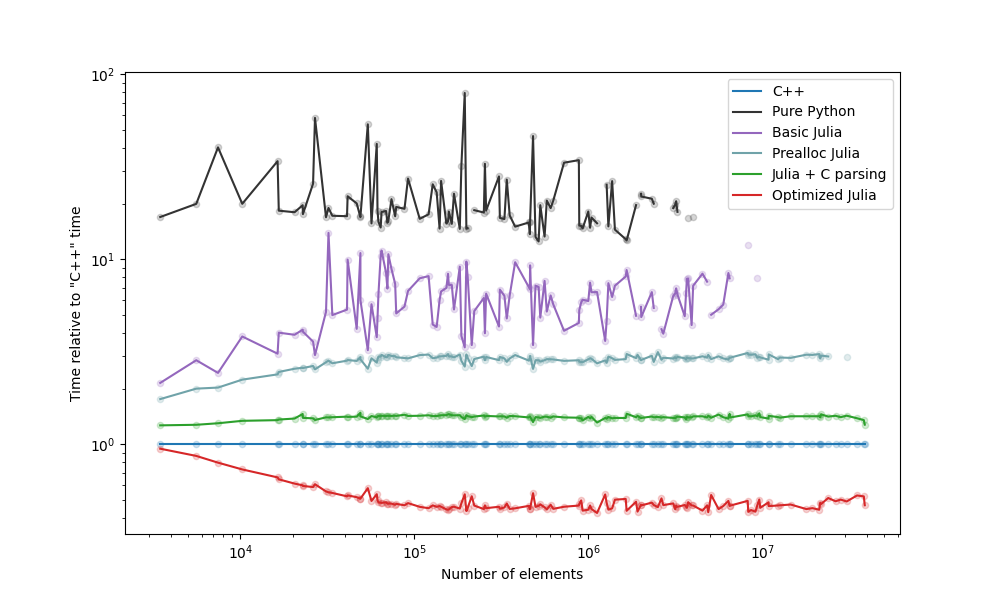 10²
10¹
10⁰
Time relative to "C++" time
C++
Pure Python
Basic Julia
Prealloc Julia
Julia + C parsing
Optimized Julia
10⁴
10⁵
10⁶
10⁷
Number of elements